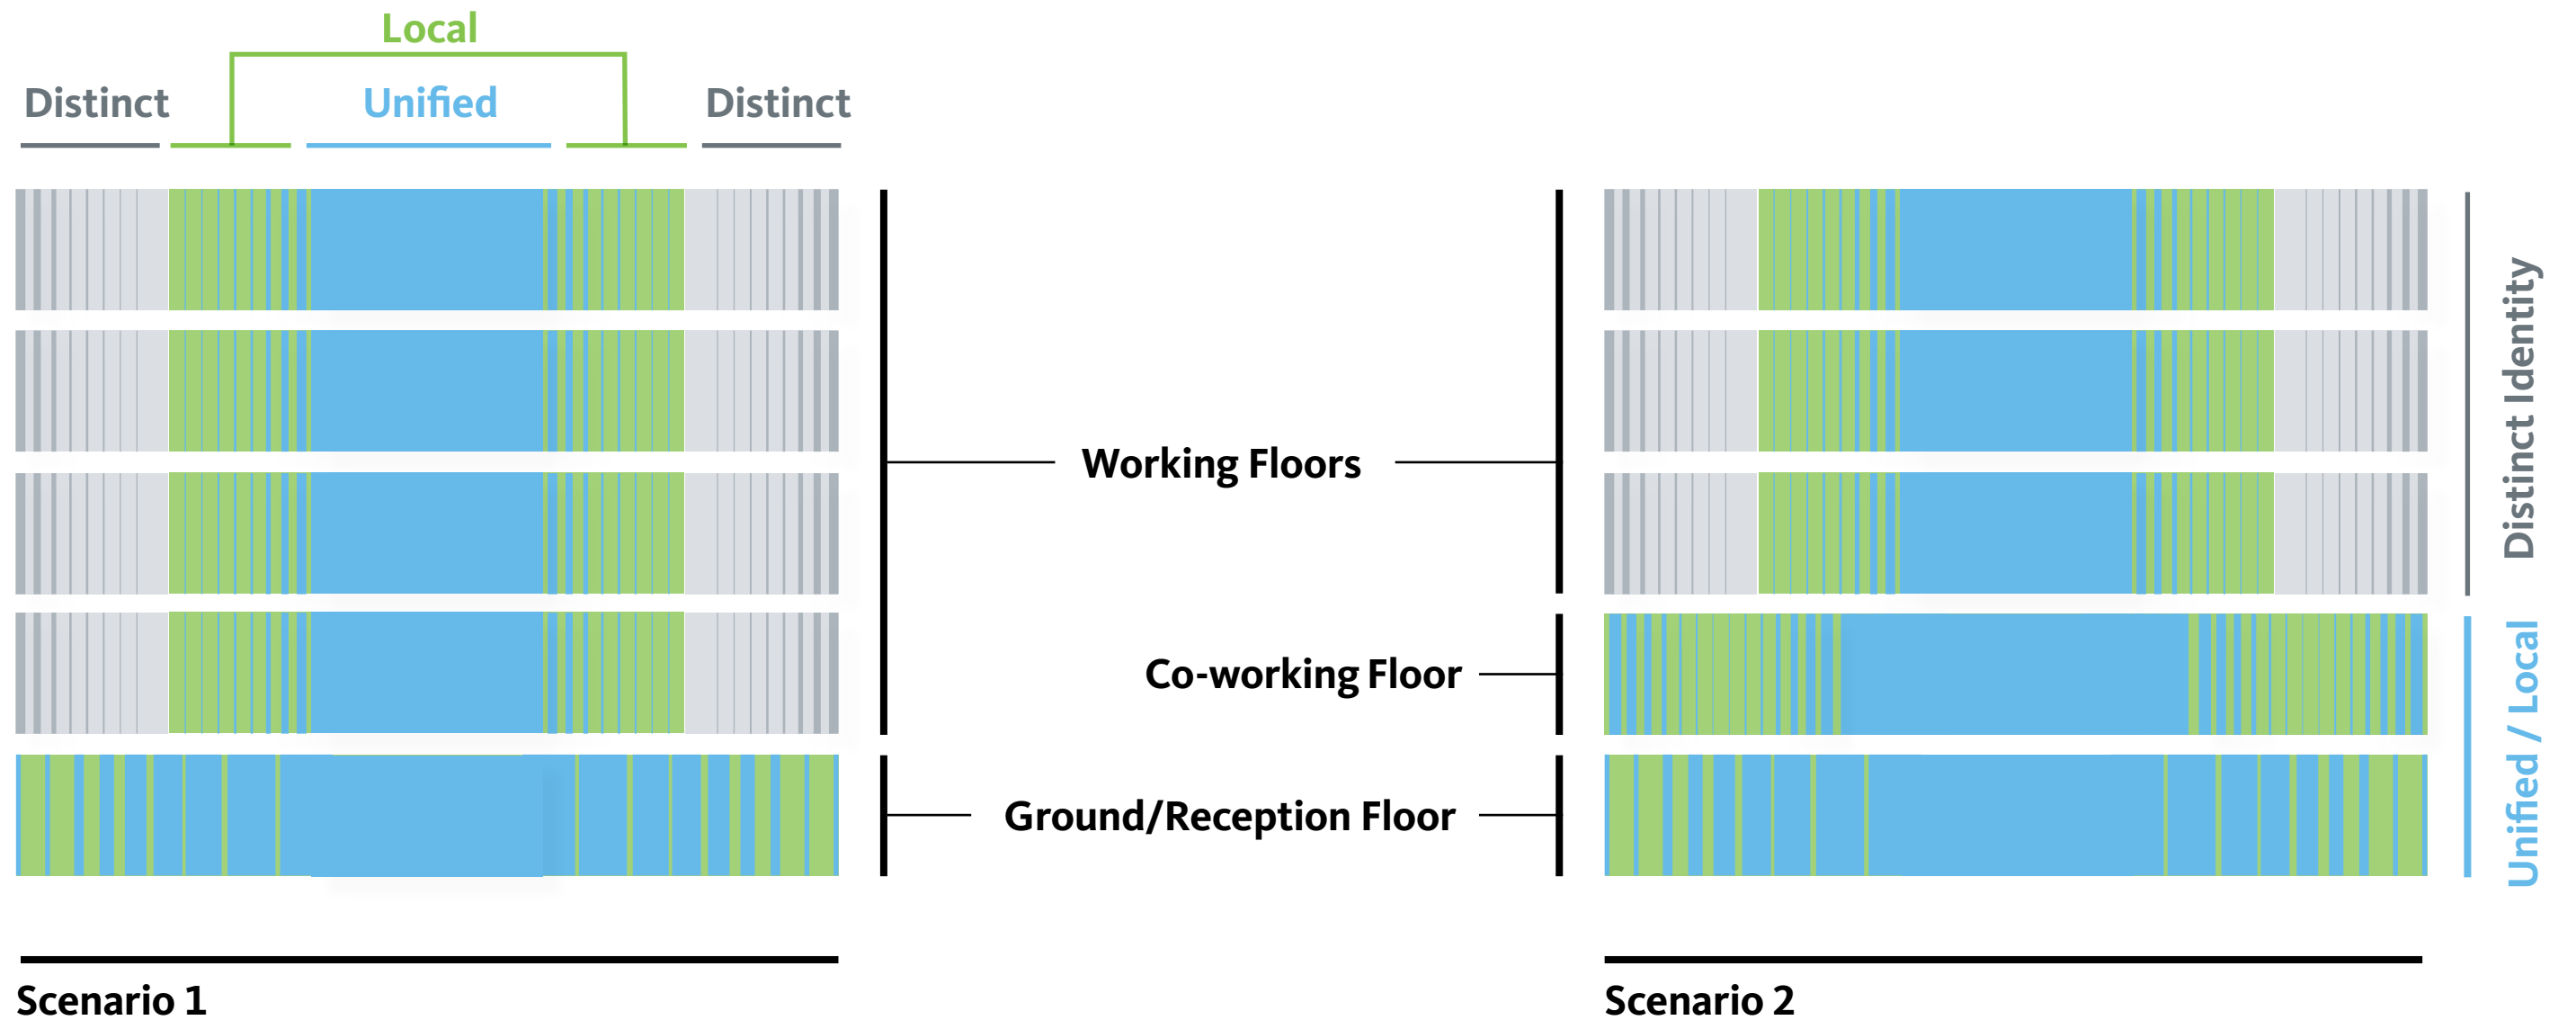 Local
Distinct
Unified
Distinct
Working Floors
Co-working Floor
Ground/Reception Floor
Distinct Identity
Unified / Local
Scenario 1
Scenario 2